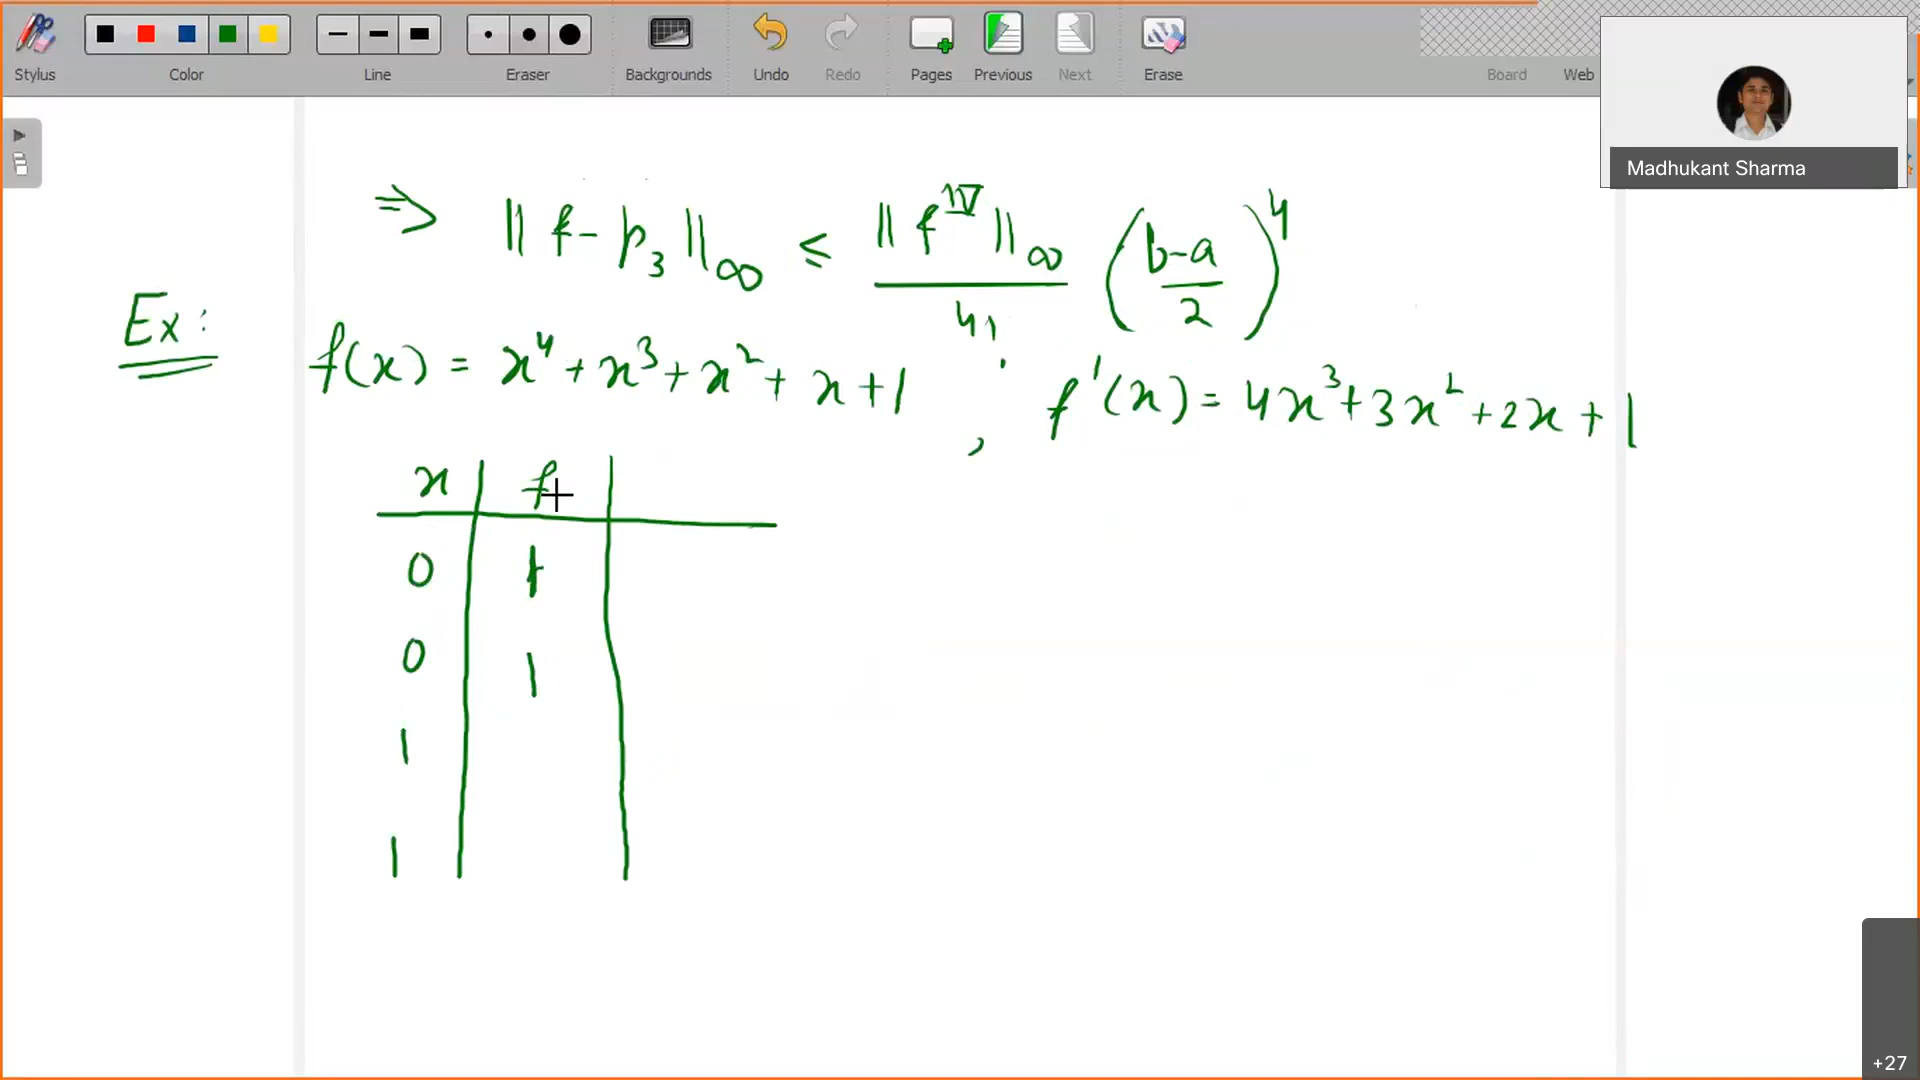 Stylus Color Line Eraser Backgrounds Undo Redo Pages Previous Next Erase Board Web
Madhukant Sharma
⇒ ‖f - p₃‖∞ ≤ ‖f^IV‖∞ / 4! ((b-a)/2)⁴
Ex:
f(x) = x⁴ + x³ + x² + x + 1 , f'(x) = 4x³ + 3x² + 2x + 1
x f
0 1
0 1
1
1
+27